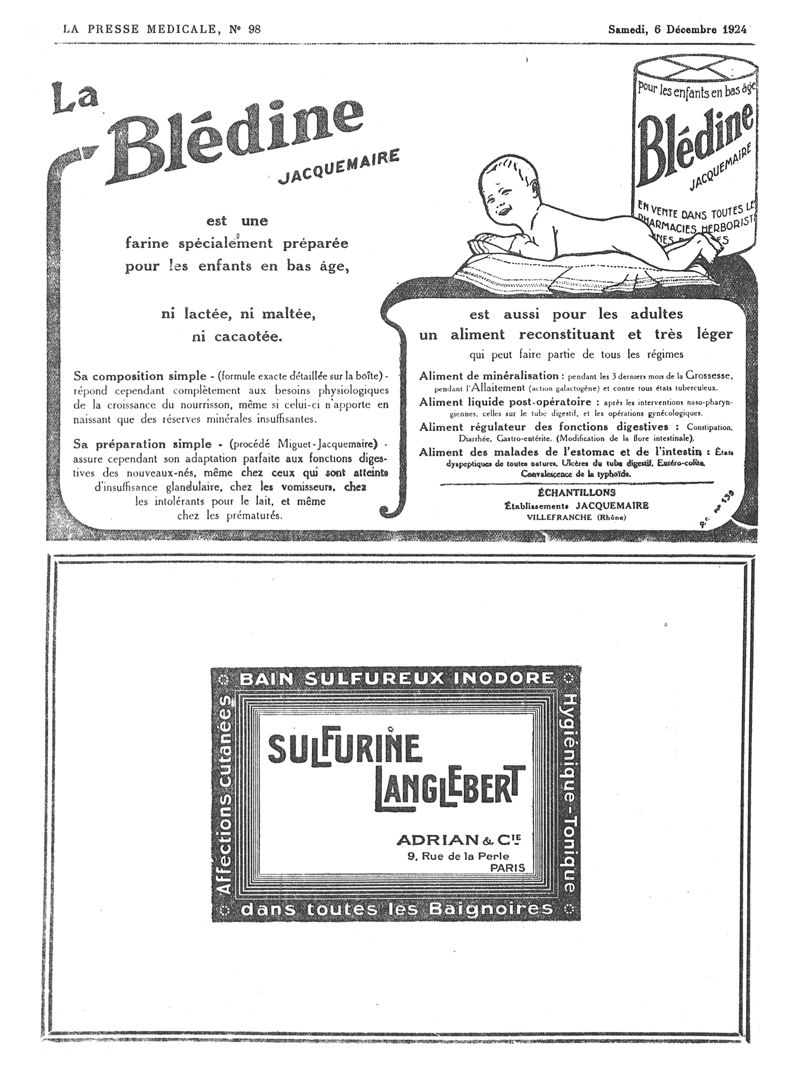 LA PRESSE MEDICALE, Nº 98
Samedi, 6 Décembre 1924
La
Blédine
JACQUEMAIRE
est une
farine spécialement préparée
pour les enfants en bas âge,
ni lactée, ni maltée,
ni cacaotée.
Sa composition simple - (formule exacte détaillée sur la boîte) -
répond cependant complètement aux besoins physiologiques
de la croissance du nourrisson, même si celui-ci n'apporte en
naissant que des réserves minérales insuffisantes.
Sa préparation simple - (procédé Miguet-Jacquemaire) -
assure cependant son adaptation parfaite aux fonctions diges-
tives des nouveaux-nés, même chez ceux qui sont atteints
d'insuffisance glandulaire, chez les vomisseurs, chez
les intolérants pour le lait, et même
chez les prématurés.
Pour les enfants en bas âge
Blédine
JACQUEMAIRE
EN VENTE DANS TOUTES LES
PHARMACIES HERBORIST
est aussi pour les adultes
un aliment reconstituant et très léger
qui peut faire partie de tous les régimes
Aliment de minéralisation : pendant les 3 derniers mois de la Grossesse,
pendant l'Allaitement (action galactogène) et contre tous états tuberculeux.
Aliment liquide post-opératoire : après les interventions naso-pharyn-
giennes, celles sur le tube digestif, et les opérations gynécologiques.
Aliment régulateur des fonctions digestives : Constipation,
Diarrhée, Gastro-entérite. (Modification de la flore intestinale).
Aliment des malades de l'estomac et de l'intestin : États
dyspeptiques de toutes natures, Ulcères du tube digestif, Entéro-colite,
Convalescence de la typhoïde.
ÉCHANTILLONS
Établissements JACQUEMAIRE
VILLEFRANCHE (Rhône)
R.C. Nº 139
BAIN SULFUREUX INODORE
Affections cutanées
SULFURINE
LANGLEBERT
ADRIAN & CIE
9, Rue de la Perle
PARIS
Hygiénique - Tonique
dans toutes les Baignoires